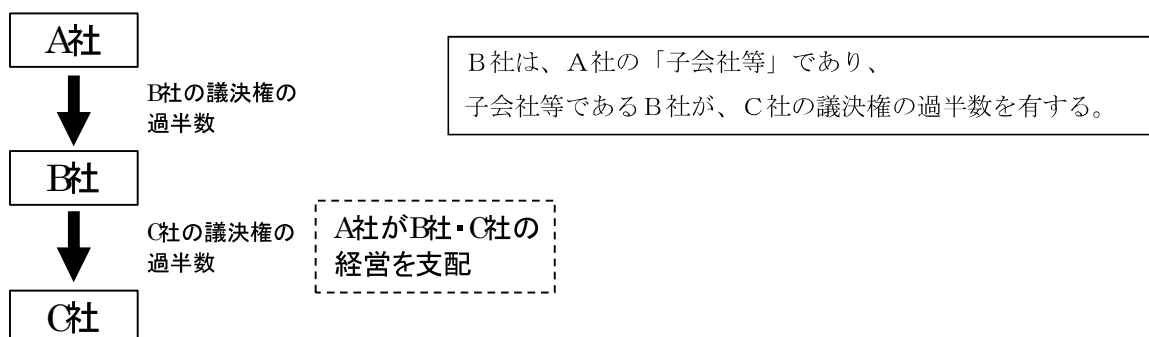 A社
B社は、A社の「子会社等」であり、
子会社等であるB社が、C社の議決権の過半数を有する。
B社の議決権の
過半数
B社
C社の議決権の
過半数
A社がB社・C社の
経営を支配
C社